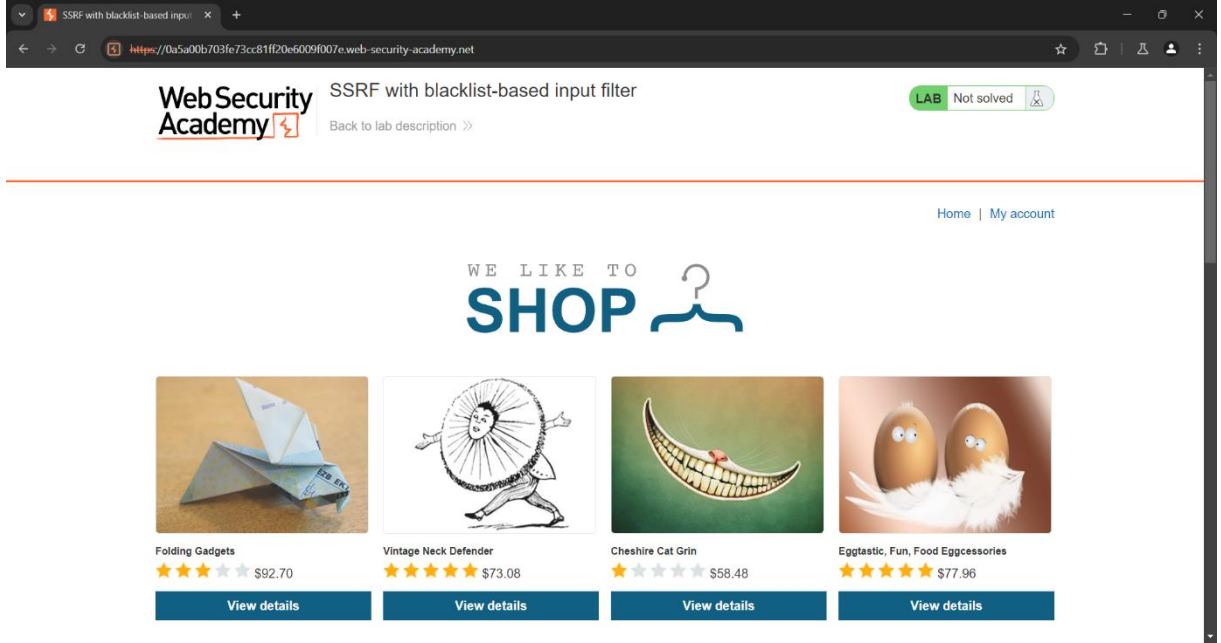 SSRF with blacklist-based input
https://0a5a00b703fe73cc81ff20e6009f007e.web-security-academy.net
WebSecurity
Academy
SSRF with blacklist-based input filter
Back to lab description
LAB Not solved
Home | My account
WE LIKE TO
SHOP
Folding Gadgets
$92.70
View details
Vintage Neck Defender
$73.08
View details
Cheshire Cat Grin
$58.48
View details
Eggtastic, Fun, Food Eggcessories
$77.96
View details